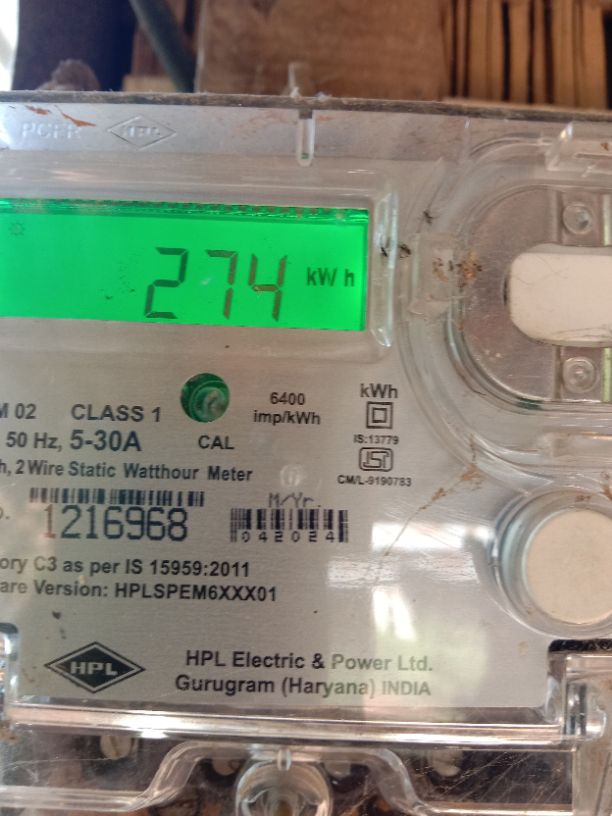 HPL
274 kWh
M 02 CLASS 1
6400
imp/kWh
kWh
50 Hz, 5-30A
CAL
IS:13779
ISI
CM/L-9190783
h, 2 Wire Static Watthour Meter
M/Yr.
1216968
042024
ory C3 as per IS 15959:2011
are Version: HPLSPEM6XXX01
HPL
HPL Electric & Power Ltd.
Gurugram (Haryana) INDIA